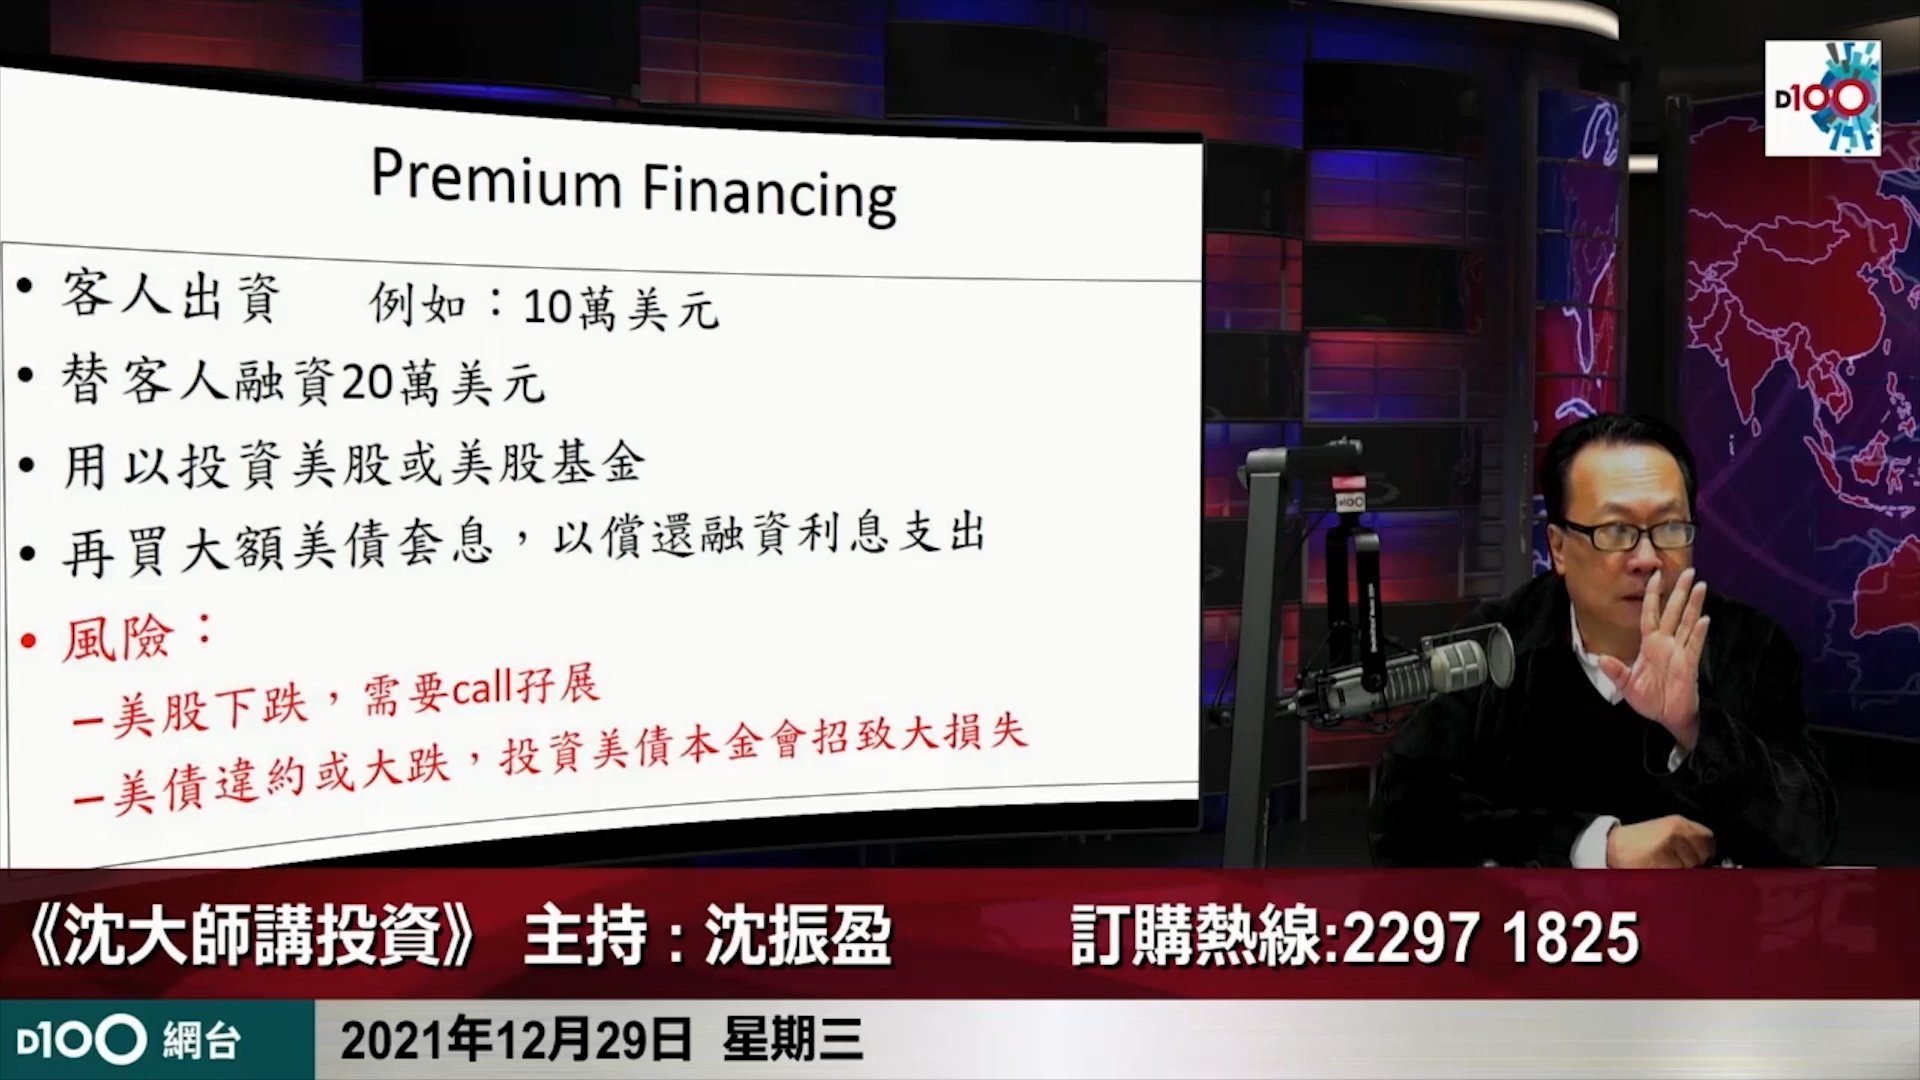 D100
Premium Financing
• 客人出資 例如：10萬美元
• 替客人融資20萬美元
• 用以投資美股或美股基金
• 再買大額美債套息，以償還融資利息支出
• 風險：
–美股下跌，需要call孖展
–美債違約或大跌，投資美債本金會招致大損失
D100
《沈大師講投資》 主持 : 沈振盈 訂購熱線:2297 1825
D100 網台 2021年12月29日 星期三